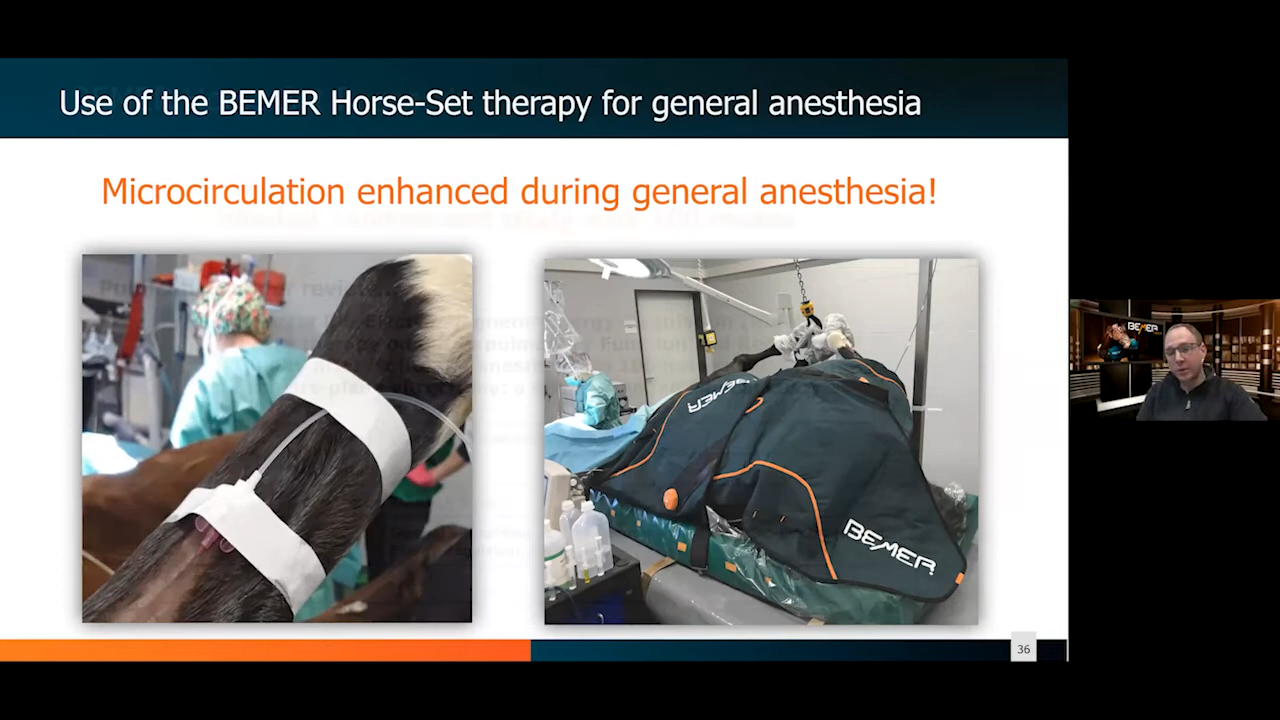 Use of the BEMER Horse-Set therapy for general anesthesia
Microcirculation enhanced during general anesthesia!
BEMER
BEMER
36
BEMER